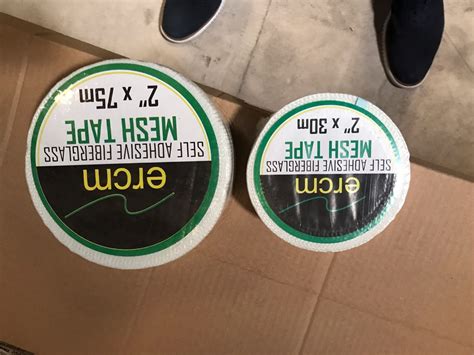 ercm
SELF ADHESIVE FIBERGLASS
MESH TAPE
2" x 75m
ercm
SELF ADHESIVE FIBERGLASS
MESH TAPE
2" x 30m